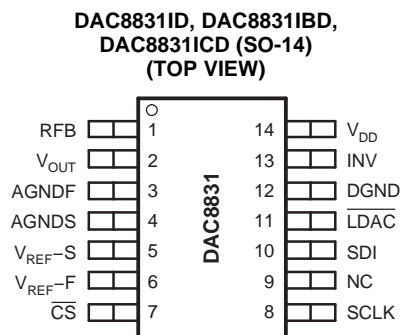 DAC8831ID, DAC8831IBD,
DAC8831ICD (SO-14)
(TOP VIEW)
RFB 1 14 VDD
VOUT 2 13 INV
AGNDF 3 12 DGND
AGNDS 4 11 LDAC
VREF−S 5 10 SDI
VREF−F 6 9 NC
CS 7 8 SCLK
DAC8831